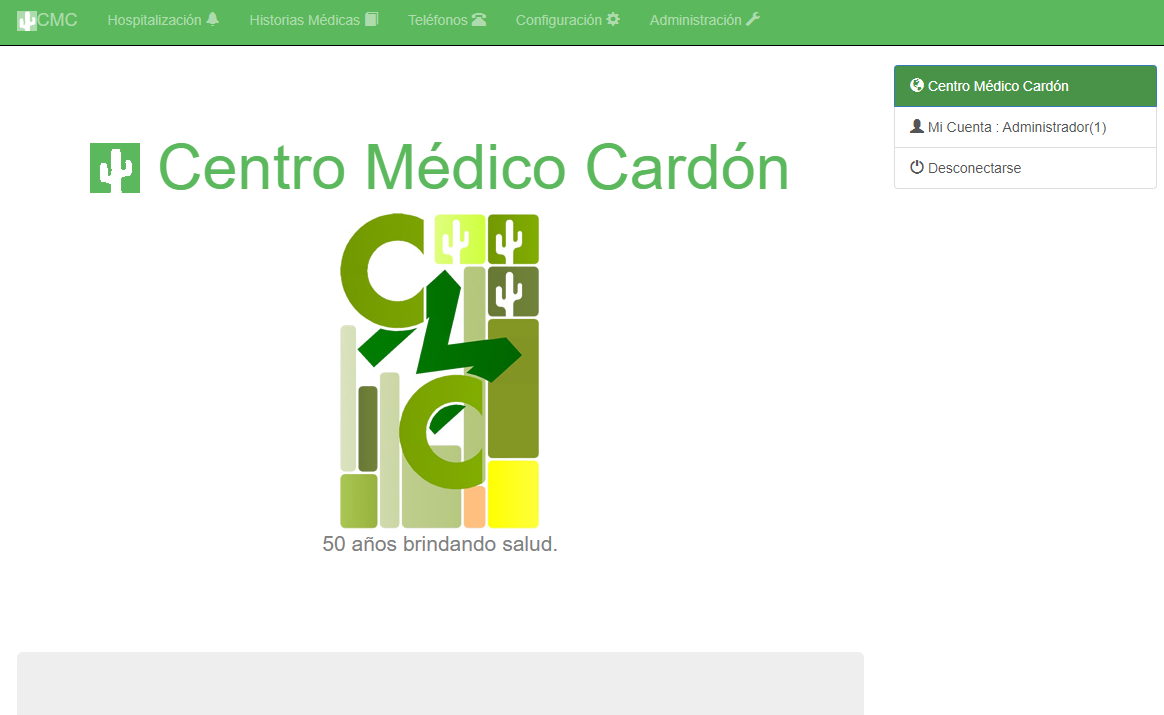 CMC Hospitalización Historias Médicas Teléfonos Configuración Administración
Centro Médico Cardón
Mi Cuenta : Administrador(1)
Desconectarse
Centro Médico Cardón
CMC
50 años brindando salud.